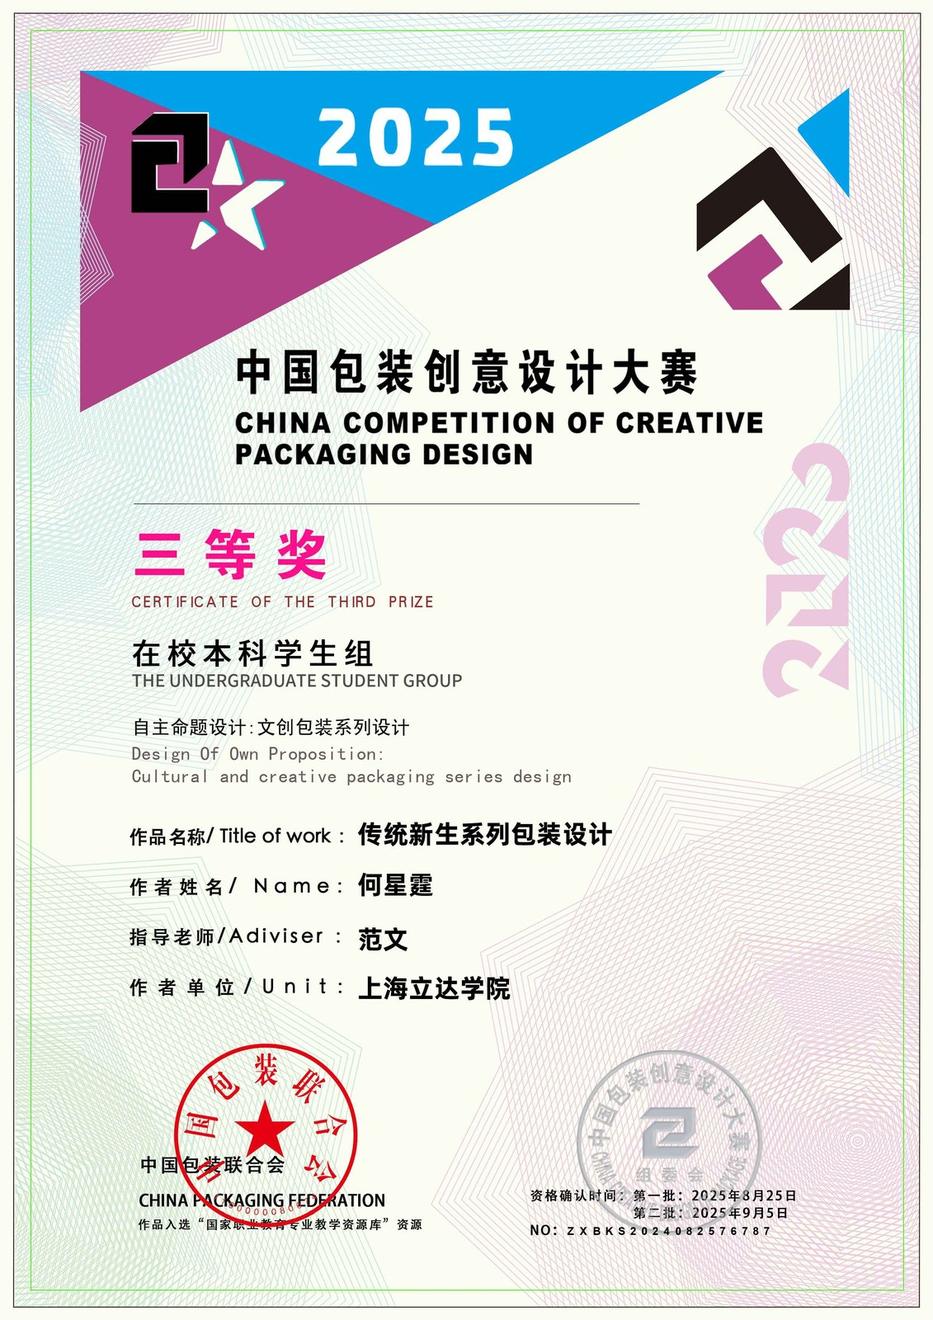 2025
中国包装创意设计大赛
CHINA COMPETITION OF CREATIVE
PACKAGING DESIGN
三等奖
CERTIFICATE OF THE THIRD PRIZE
在校本科学生组
THE UNDERGRADUATE STUDENT GROUP
自主命题设计:文创包装系列设计
Design Of Own Proposition:
Cultural and creative packaging series design
作品名称/ Title of work : 传统新生系列包装设计
作者姓名/ Name: 何星霆
指导老师/Adiviser : 范文
作者单位/Unit: 上海立达学院
中国包装联合会
中国包装联合会
CHINA PACKAGING FEDERATION
作品入选“国家职业教育专业教学资源库”资源
中国包装创意设计大赛
组委会
资格确认时间：第一批：2025年8月25日
第二批：2025年9月5日
NO: ZXBKS2024082576787